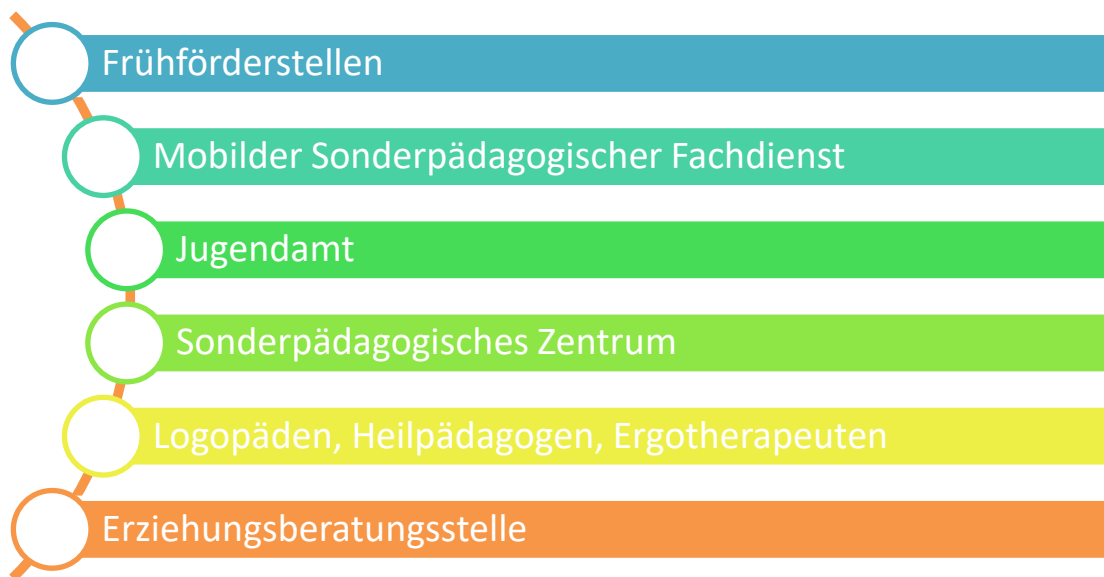 Frühförderstellen
Mobilder Sonderpädagogischer Fachdienst
Jugendamt
Sonderpädagogisches Zentrum
Logopäden, Heilpädagogen, Ergotherapeuten
Erziehungsberatungsstelle